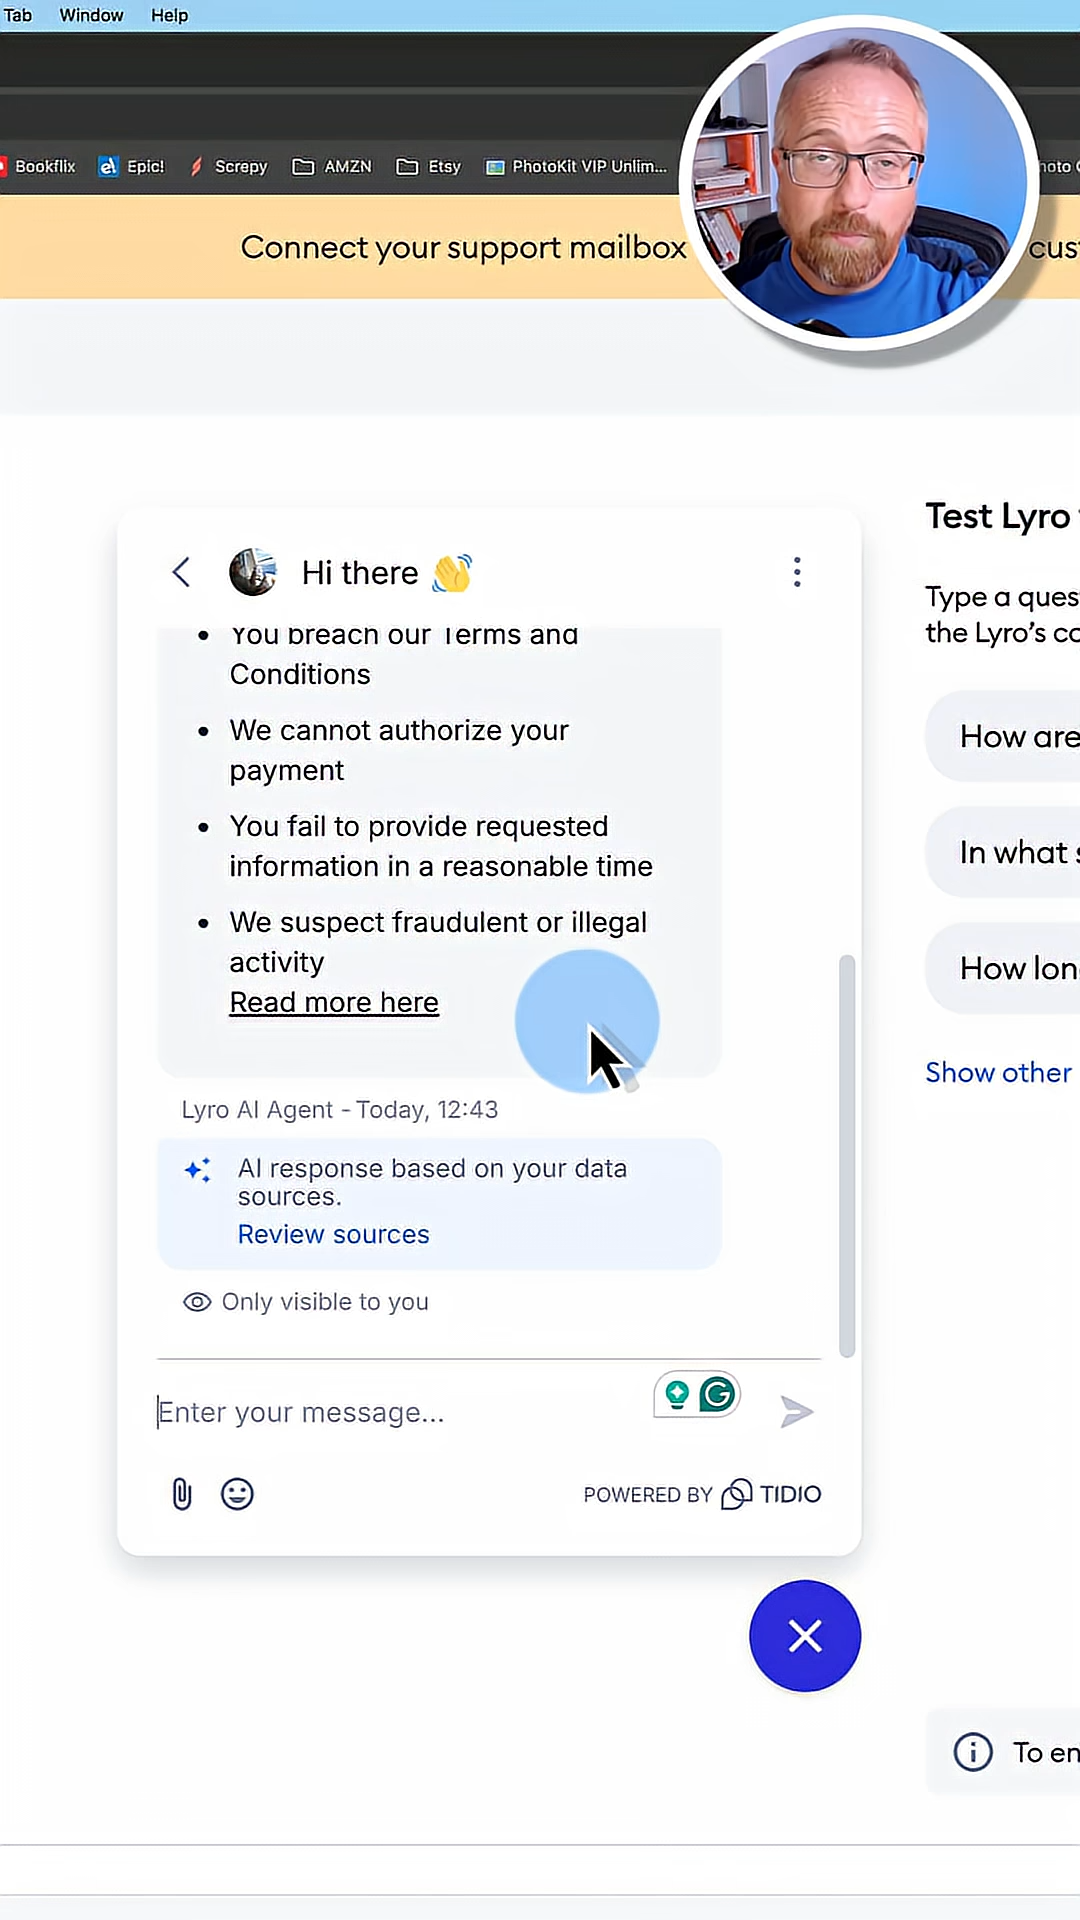 Tab Window Help
Bookflix Epic! Screpy AMZN Etsy PhotoKit VIP Unlim...
Connect your support mailbox
Test Lyro
Hi there 👋
Type a ques
the Lyro's co
You breach our Terms and
Conditions
We cannot authorize your
payment
How are
You fail to provide requested
information in a reasonable time
In what s
We suspect fraudulent or illegal
activity
Read more here
How lon
Show other
Lyro AI Agent - Today, 12:43
AI response based on your data
sources.
Review sources
Only visible to you
Enter your message...
POWERED BY TIDIO
To en